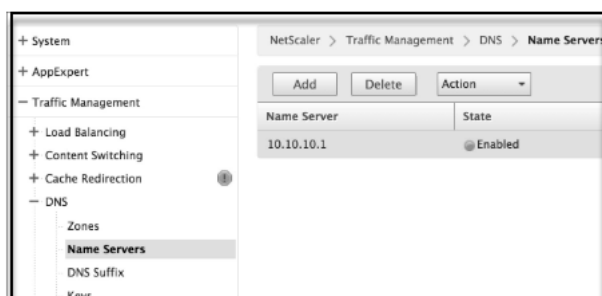 + System
+ AppExpert
− Traffic Management
+ Load Balancing
+ Content Switching
+ Cache Redirection
!
− DNS
Zones
Name Servers
DNS Suffix
Keys
NetScaler > Traffic Management > DNS > Name Servers
Add Delete Action
Name Server State
10.10.10.1 Enabled